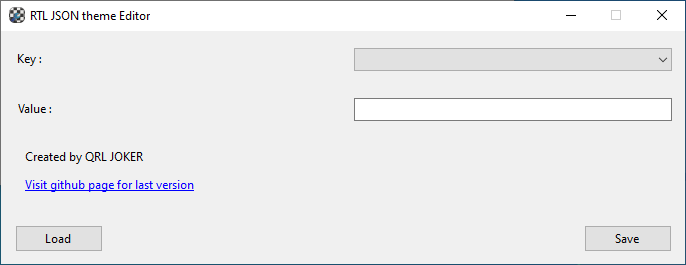 RTL JSON theme Editor
Key :
Value :
Created by QRL JOKER
Visit github page for last version
Load
Save